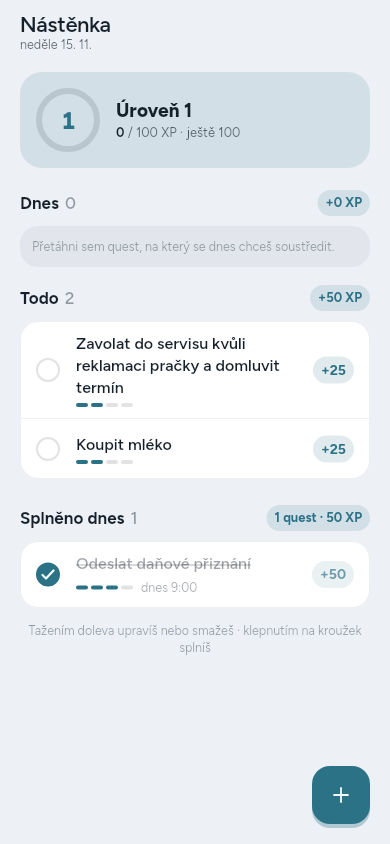 Nástěnka
neděle 15. 11.
1
Úroveň 1
0 / 100 XP · ještě 100
Dnes 0
+0 XP
Přetáhni sem quest, na který se dnes chceš soustředit.
Todo 2
+50 XP
Zavolat do servisu kvůli
reklamaci pračky a domluvit
termín
+25
Koupit mléko
+25
Splněno dnes 1
1 quest · 50 XP
Odeslat daňové přiznání
dnes 9:00
+50
Tažením doleva upravíš nebo smažeš · klepnutím na kroužek
splníš
+